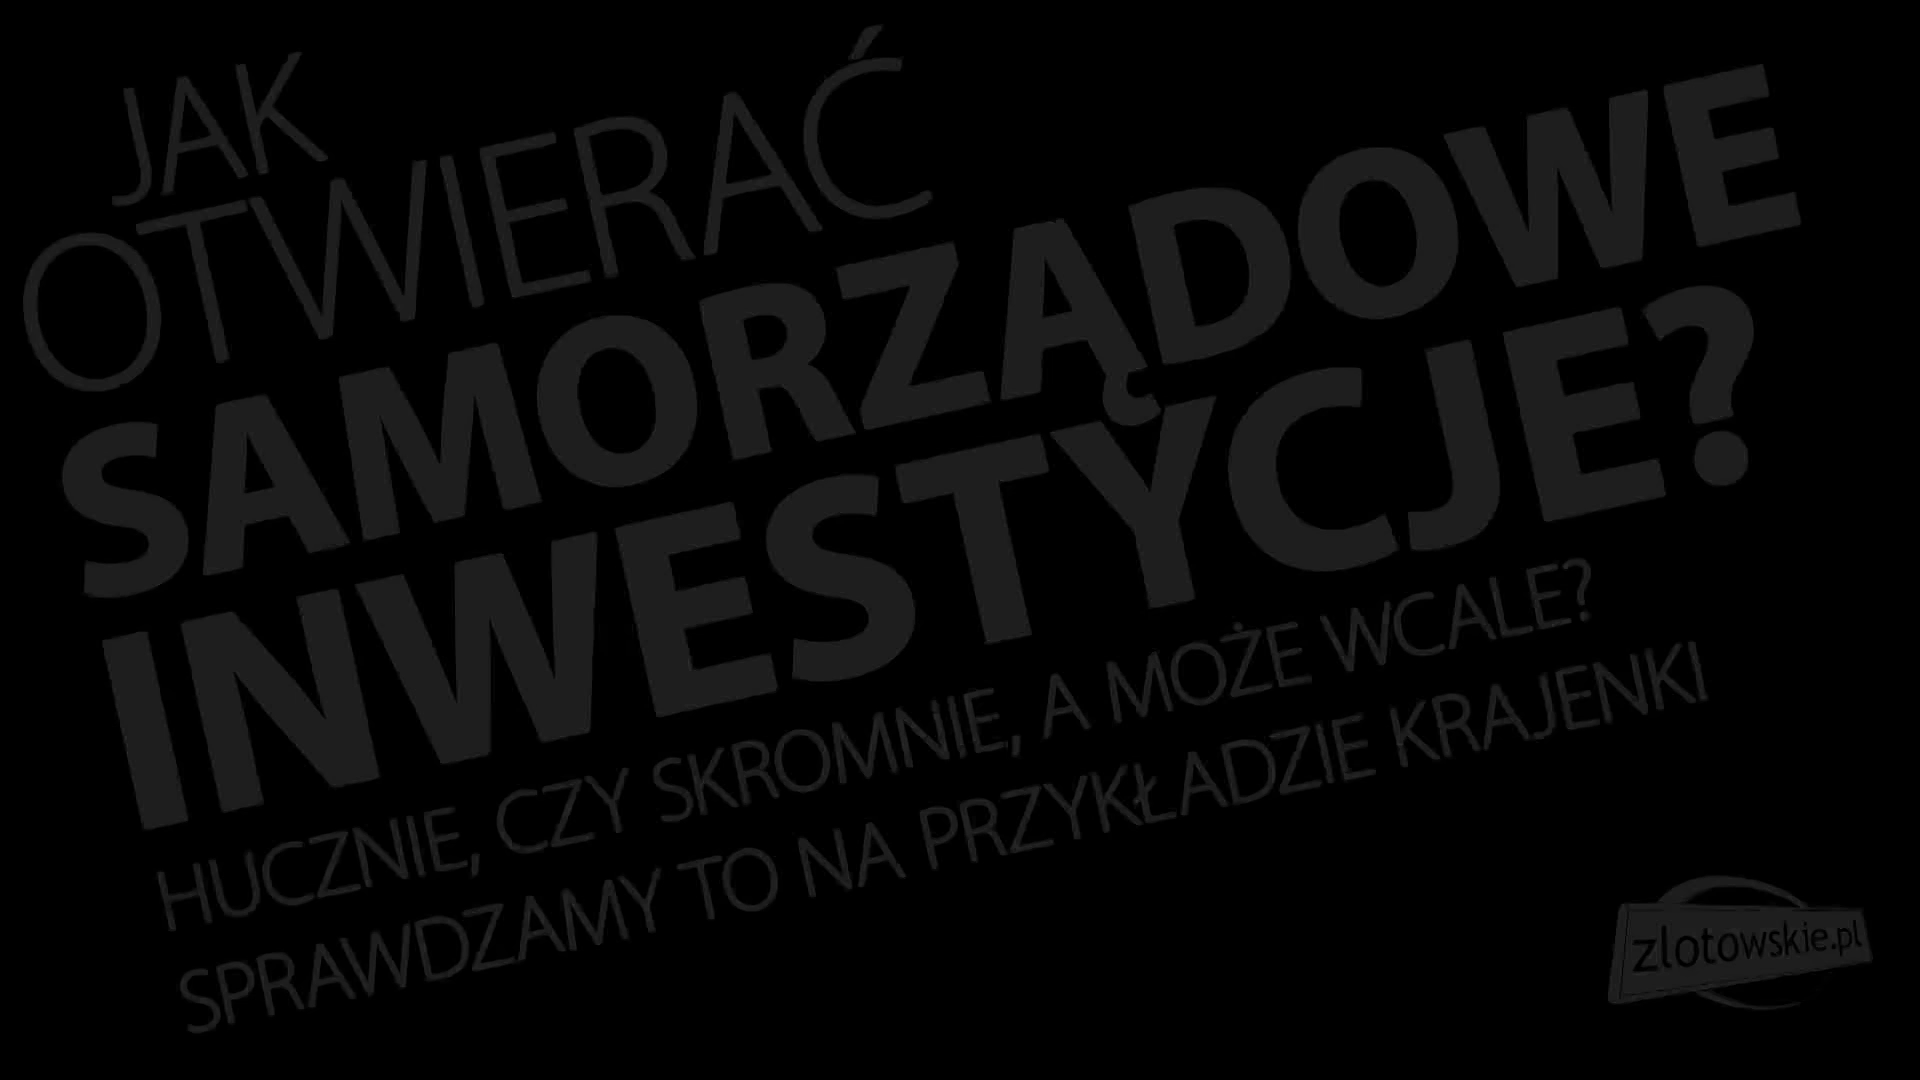 JAK
OTWIERAĆ
SAMORZĄDOWE
INWESTYCJE?
HUCZNIE, CZY SKROMNIE, A MOŻE WCALE?
SPRAWDZAMY TO NA PRZYKŁADZIE KRAJENKI
zlotowskie.pl